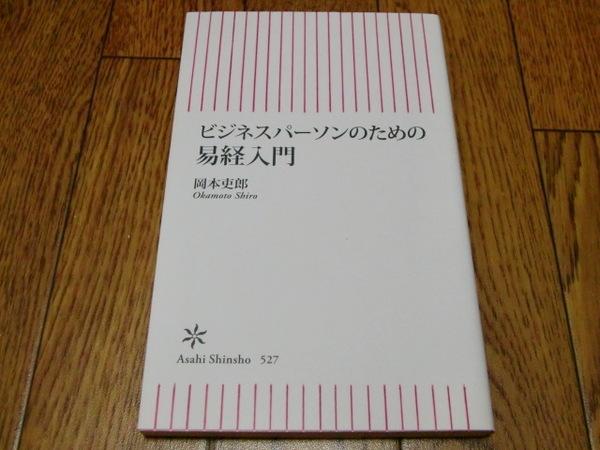 ビジネスパーソンのための
易経入門
岡本吏郎
Okamoto Shiro
Asahi Shinsho 527